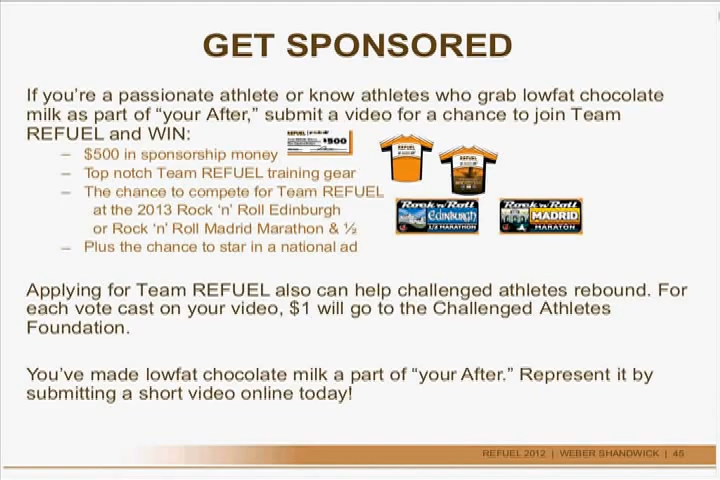 GET SPONSORED
If you're a passionate athlete or know athletes who grab lowfat chocolate
milk as part of “your After,” submit a video for a chance to join Team
REFUEL and WIN:
– $500 in sponsorship money
– Top notch Team REFUEL training gear
– The chance to compete for Team REFUEL
at the 2013 Rock ‘n’ Roll Edinburgh
or Rock ‘n’ Roll Madrid Marathon & ½
– Plus the chance to star in a national ad
REFUEL
$500
REFUEL
REFUEL
Rock 'n' Roll
Edinburgh
1/2 MARATHON
Rock 'n' Roll
MADRID
MARATON
Applying for Team REFUEL also can help challenged athletes rebound. For
each vote cast on your video, $1 will go to the Challenged Athletes
Foundation.
You’ve made lowfat chocolate milk a part of “your After.” Represent it by
submitting a short video online today!
REFUEL 2012 | WEBER SHANDWICK | 45